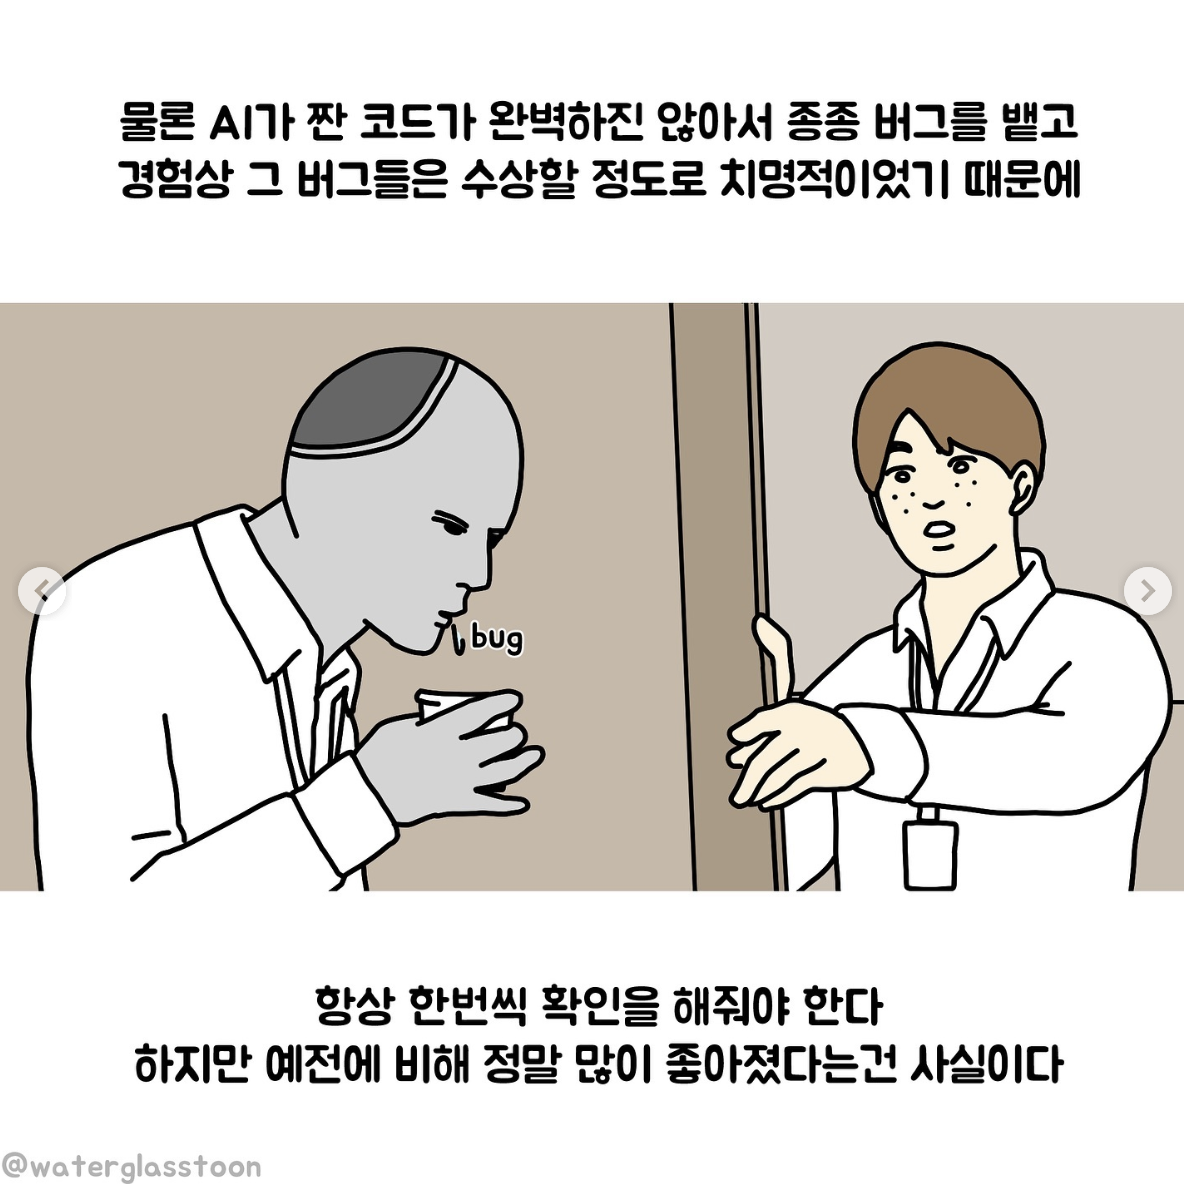 물론 AI가 짠 코드가 완벽하진 않아서 종종 버그를 뱉고
경험상 그 버그들은 수상할 정도로 치명적이었기 때문에
bug
항상 한번씩 확인을 해줘야 한다
하지만 예전에 비해 정말 많이 좋아졌다는건 사실이다
@waterglasstoon